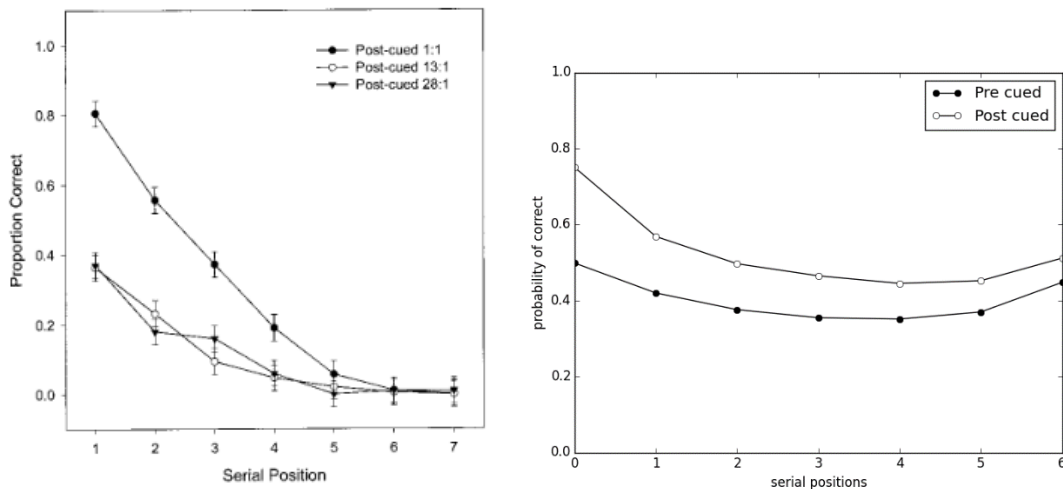 1.0
0.8
0.6
0.4
0.2
0.0
Proportion Correct
Post-cued 1:1
Post-cued 13:1
Post-cued 28:1
1 2 3 4 5 6 7
Serial Position
1.0
0.8
0.6
0.4
0.2
0.0
probability of correct
Pre cued
Post cued
0 1 2 3 4 5 6
serial positions